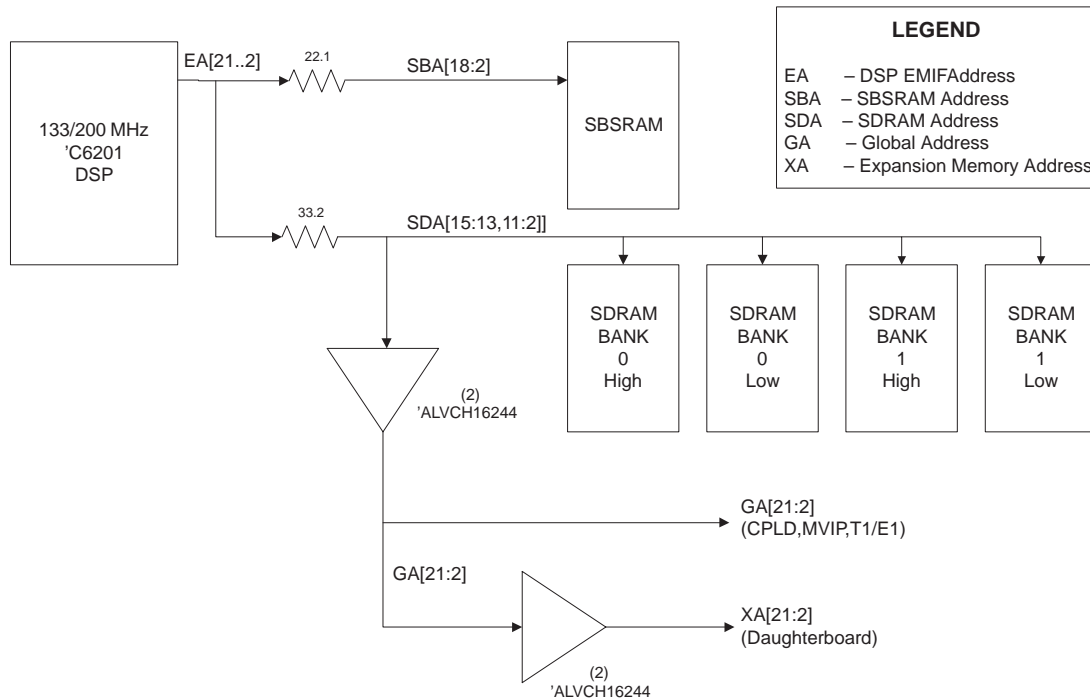 LEGEND
EA – DSP EMIFAddress
SBA – SBSRAM Address
SDA – SDRAM Address
GA – Global Address
XA – Expansion Memory Address
133/200 MHz
'C6201
DSP
EA[21..2]
22.1
SBA[18:2]
SBSRAM
33.2
SDA[15:13,11:2]]
SDRAM
BANK
0
High
SDRAM
BANK
0
Low
SDRAM
BANK
1
High
SDRAM
BANK
1
Low
(2)
'ALVCH16244
GA[21:2]
(CPLD,MVIP,T1/E1)
GA[21:2]
XA[21:2]
(Daughterboard)
(2)
'ALVCH16244